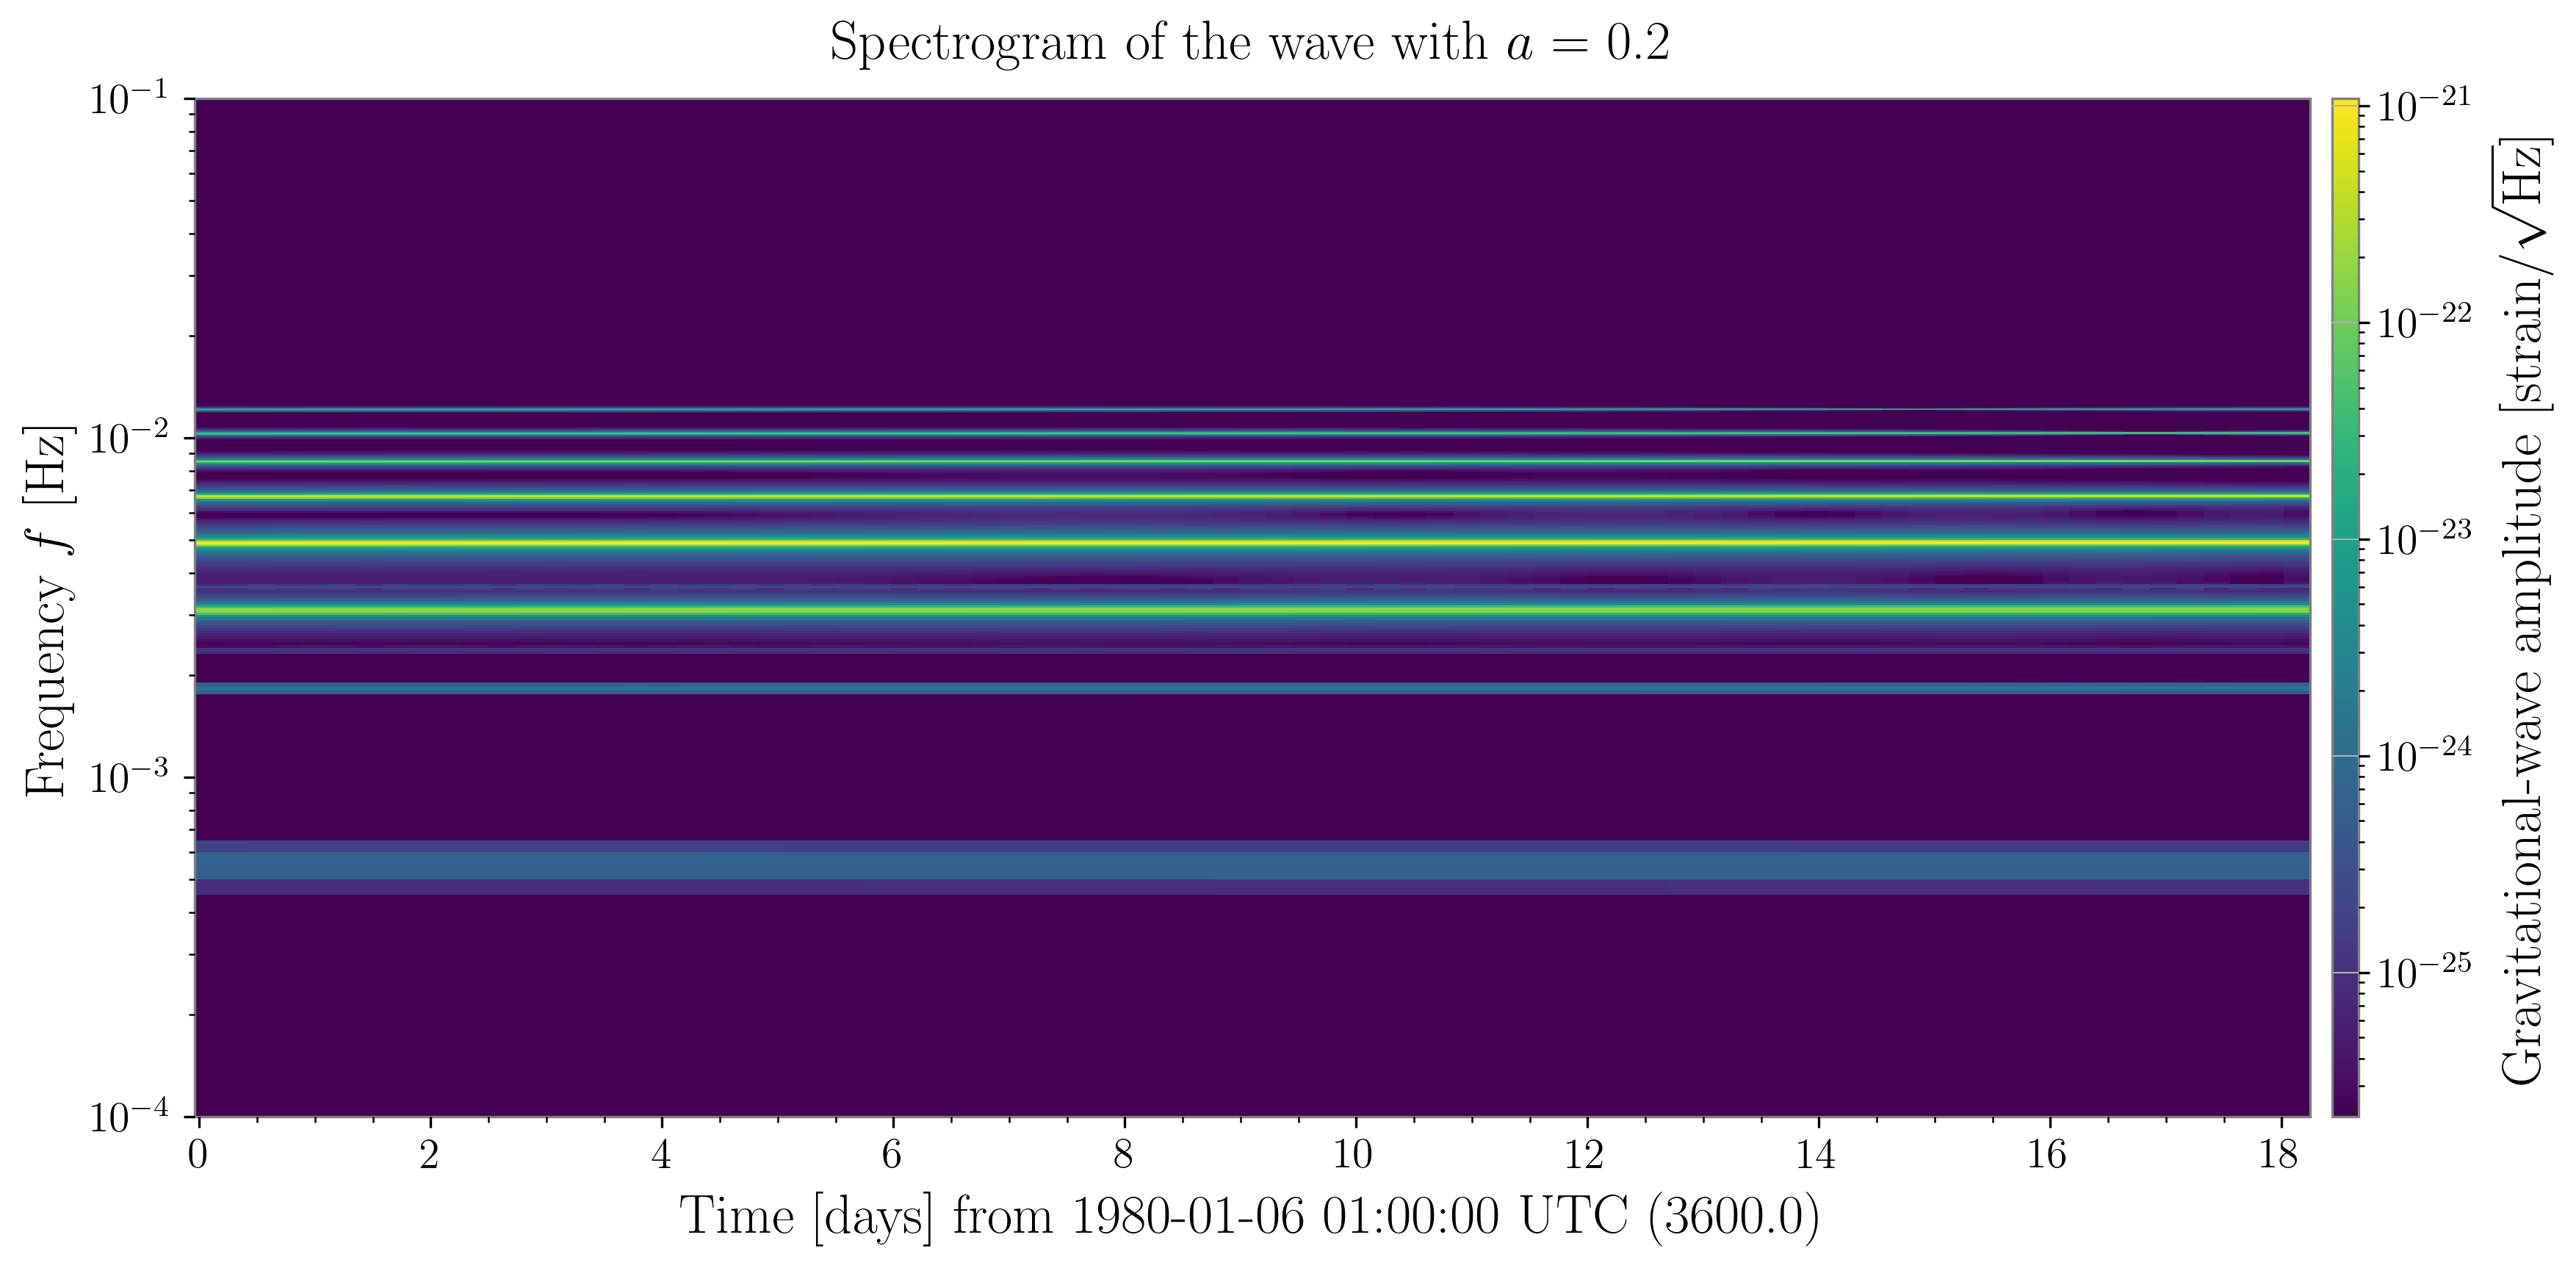 Spectrogram of the wave with a = 0.2
Frequency f [Hz]
10⁻¹
10⁻²
10⁻³
10⁻⁴
0 2 4 6 8 10 12 14 16 18
Time [days] from 1980-01-06 01:00:00 UTC (3600.0)
10⁻²¹
10⁻²²
10⁻²³
10⁻²⁴
10⁻²⁵
Gravitational-wave amplitude [strain/√Hz]